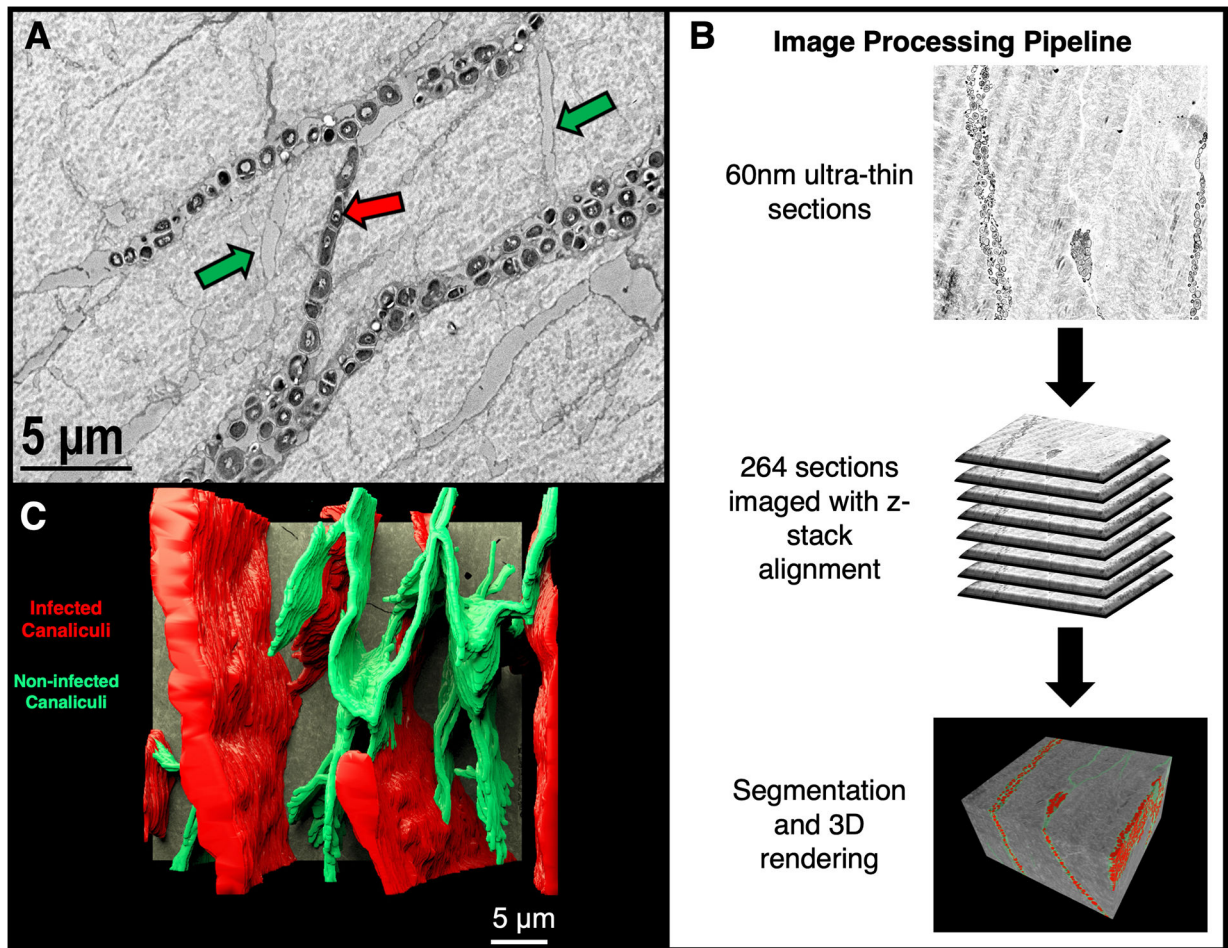 A
5 µm
B
Image Processing Pipeline
60nm ultra-thin
sections
264 sections
imaged with z-
stack
alignment
Segmentation
and 3D
rendering
C
Infected
Canaliculi
Non-infected
Canaliculi
5 µm